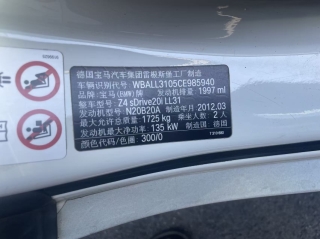 德国宝马汽车集团雷根斯堡工厂制造
车辆识别代号 WBALL3105CE985940
品牌 宝马(BMW)牌 发动机排量 1997 ml
整车型号: Z4 sDrive20i LL31
发动机型号 N20B20A 制造年月 2012.03
最大允许总质量 1725 kg 乘坐人数 2 人
发动机最大净功率 135 kW 制造国 德国
颜色代码/色圈: 300/0